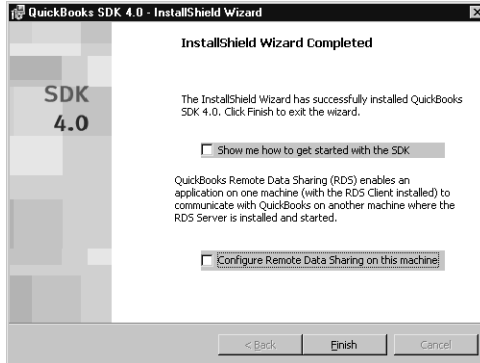 QuickBooks SDK 4.0 - InstallShield Wizard
InstallShield Wizard Completed
SDK
4.0
The InstallShield Wizard has successfully installed QuickBooks
SDK 4.0. Click Finish to exit the wizard.
Show me how to get started with the SDK
QuickBooks Remote Data Sharing (RDS) enables an
application on one machine (with the RDS Client installed) to
communicate with QuickBooks on another machine where the
RDS Server is installed and started.
Configure Remote Data Sharing on this machine
< Back Finish Cancel